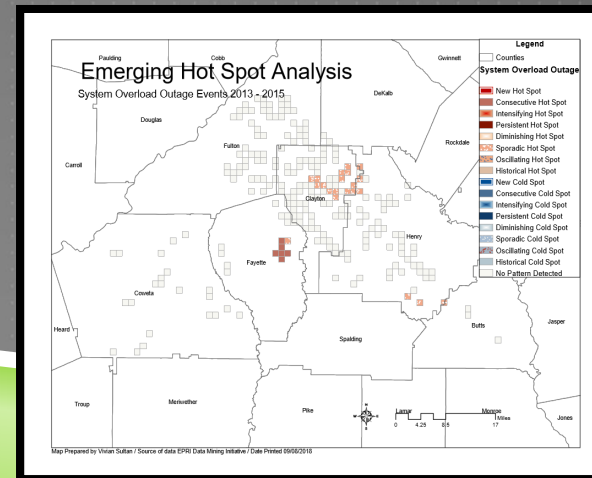 Emerging Hot Spot Analysis
System Overload Outage Events 2013 - 2015
Paulding
Cobb
Gwinnett
DeKalb
Douglas
Rockdale
Fulton
Carroll
Clayton
Henry
Fayette
Coweta
Heard
Spalding
Butts
Jasper
Troup
Meriwether
Pike
Lamar
Monroe
Jones
Legend
Counties
System Overload Outage
New Hot Spot
Consecutive Hot Spot
Intensifying Hot Spot
Persistent Hot Spot
Diminishing Hot Spot
Sporadic Hot Spot
Oscillating Hot Spot
Historical Hot Spot
New Cold Spot
Consecutive Cold Spot
Intensifying Cold Spot
Persistent Cold Spot
Diminishing Cold Spot
Sporadic Cold Spot
Oscillating Cold Spot
Historical Cold Spot
No Pattern Detected
Miles
0 4.25 8.5 17
Map Prepared by Vivian Sultan / Source of data EPRI Data Mining Initiative / Date Printed 09/08/2018